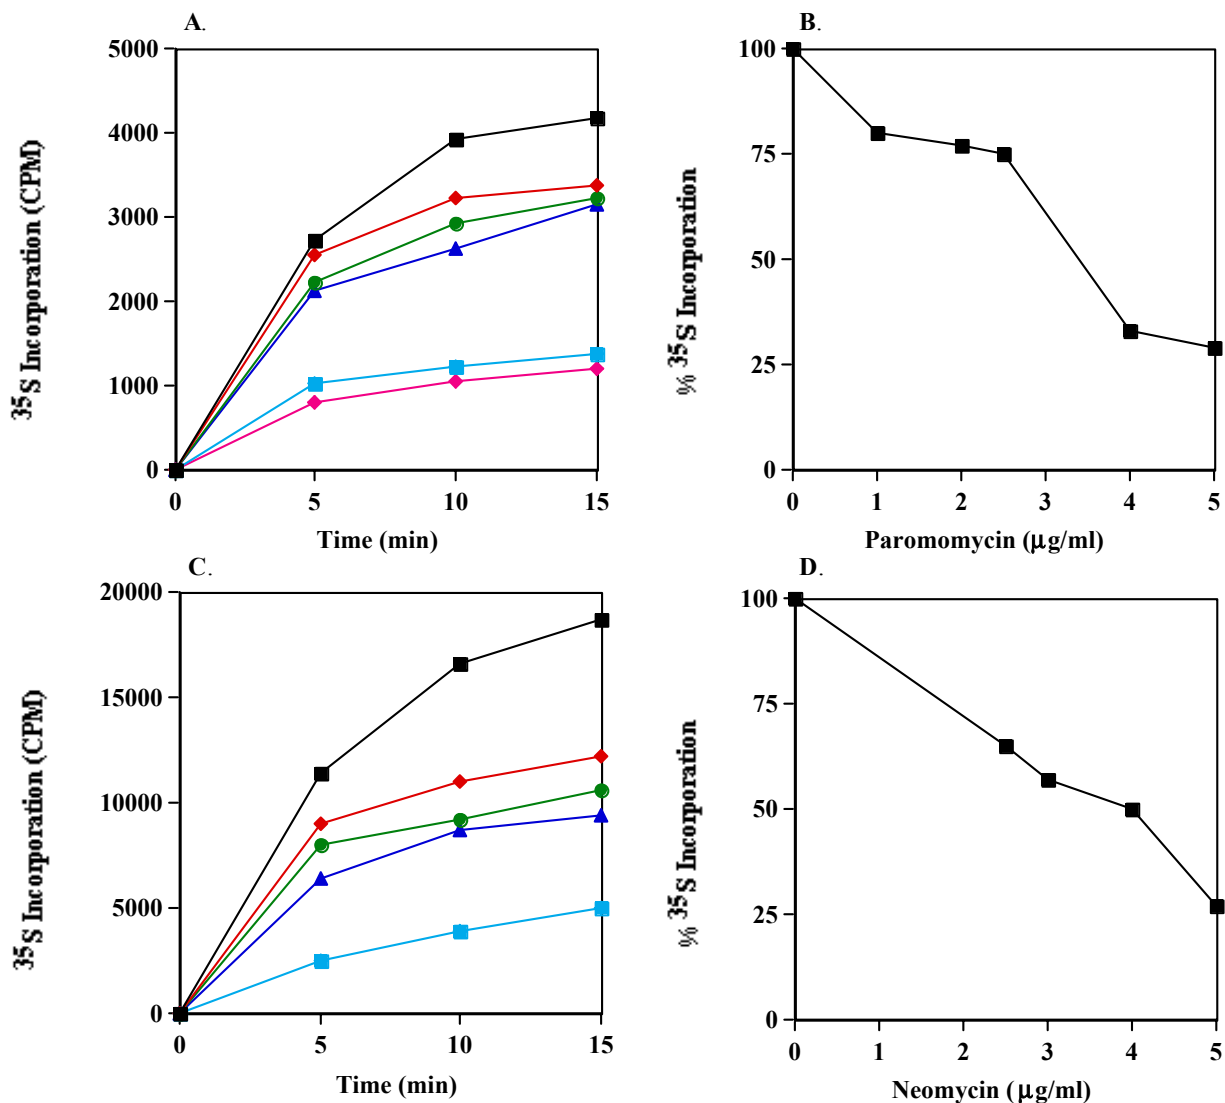 A.
5000
4000
3000
2000
1000
0
0 5 10 15
Time (min)
35S Incorporation (CPM)
B.
100
75
50
25
0
0 1 2 3 4 5
Paromomycin (μg/ml)
% 35S Incorporation
C.
20000
15000
10000
5000
0
0 5 10 15
Time (min)
35S Incorporation (CPM)
D.
100
75
50
25
0
0 1 2 3 4 5
Neomycin (μg/ml)
% 35S Incorporation